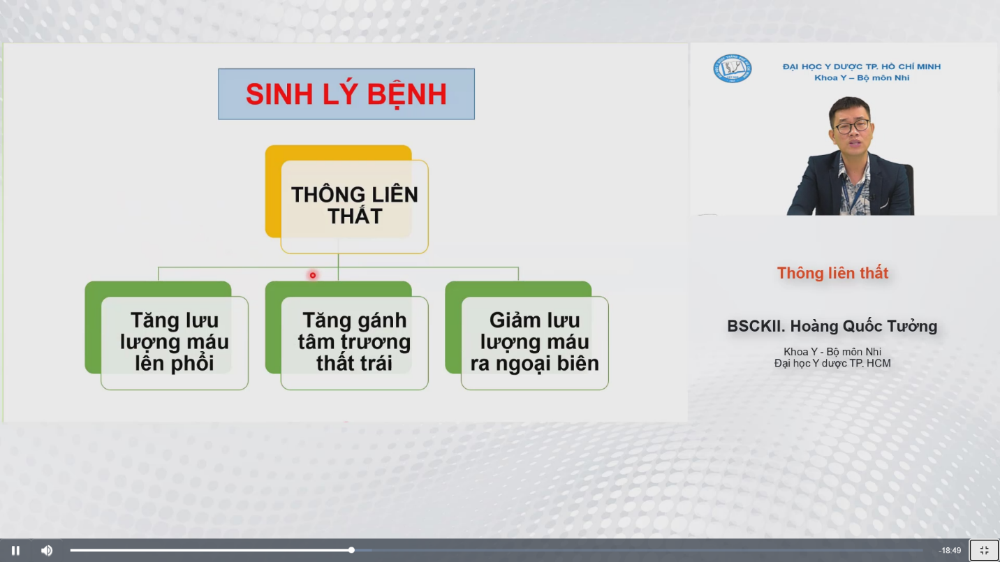 SINH LÝ BỆNH
THÔNG LIÊN
THẤT
Tăng lưu
lượng máu
lên phổi
Tăng gánh
tâm trương
thất trái
Giảm lưu
lượng máu
ra ngoại biên
ĐẠI HỌC Y DƯỢC TP. HỒ CHÍ MINH
Khoa Y – Bộ môn Nhi
Thông liên thất
BSCKII. Hoàng Quốc Tưởng
Khoa Y - Bộ môn Nhi
Đại học Y dược TP. HCM
-18:49